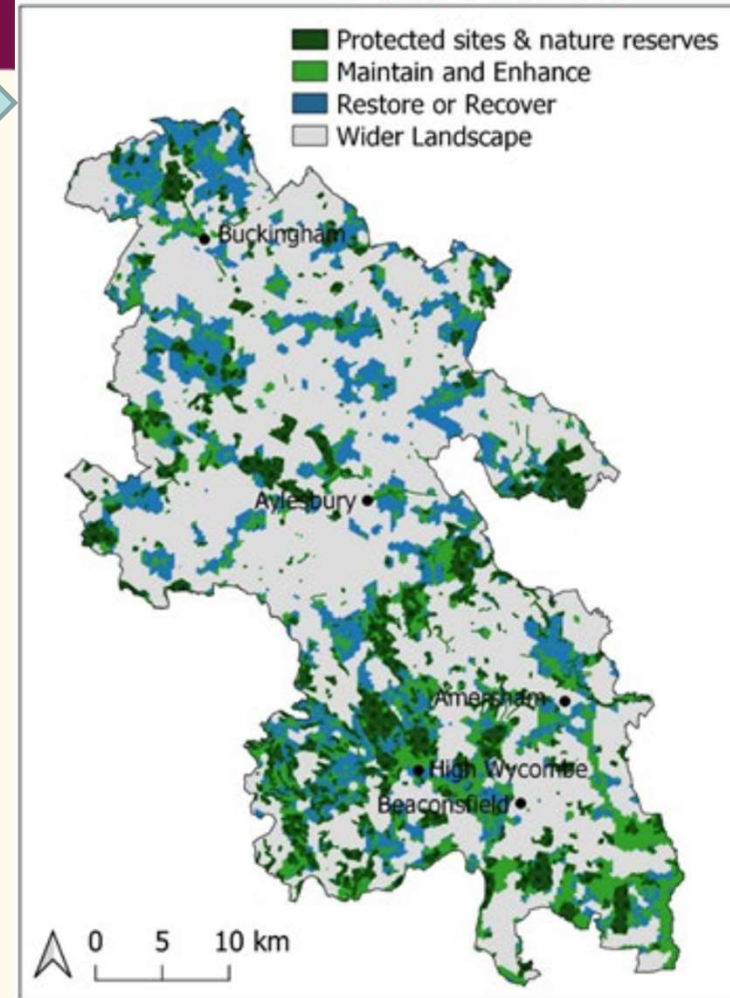 Protected sites & nature reserves
Maintain and Enhance
Restore or Recover
Wider Landscape
Buckingham
Aylesbury
Amersham
High Wycombe
Beaconsfield
0 5 10 km